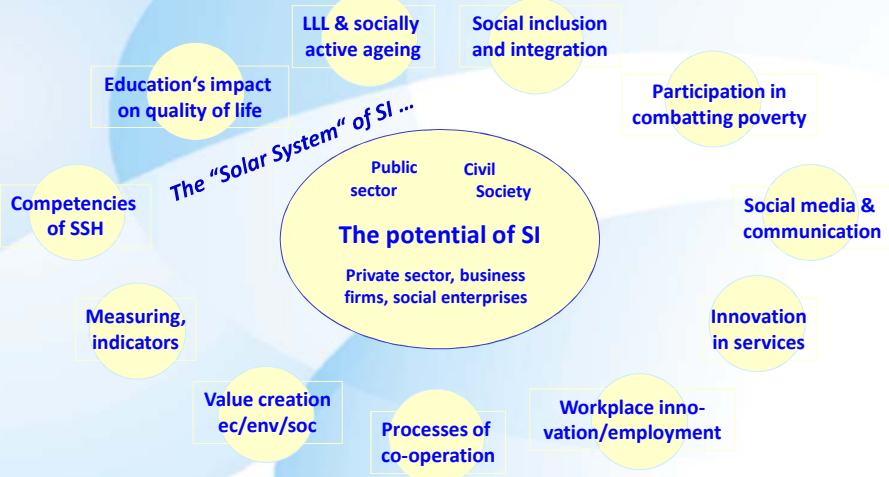 LLL & socially
active ageing
Social inclusion
and integration
Education‘s impact
on quality of life
Participation in
combatting poverty
The “Solar System“ of SI ...
Public
sector
Civil
Society
The potential of SI
Private sector, business
firms, social enterprises
Competencies
of SSH
Social media &
communication
Measuring,
indicators
Innovation
in services
Value creation
ec/env/soc
Processes of
co-operation
Workplace inno-
vation/employment